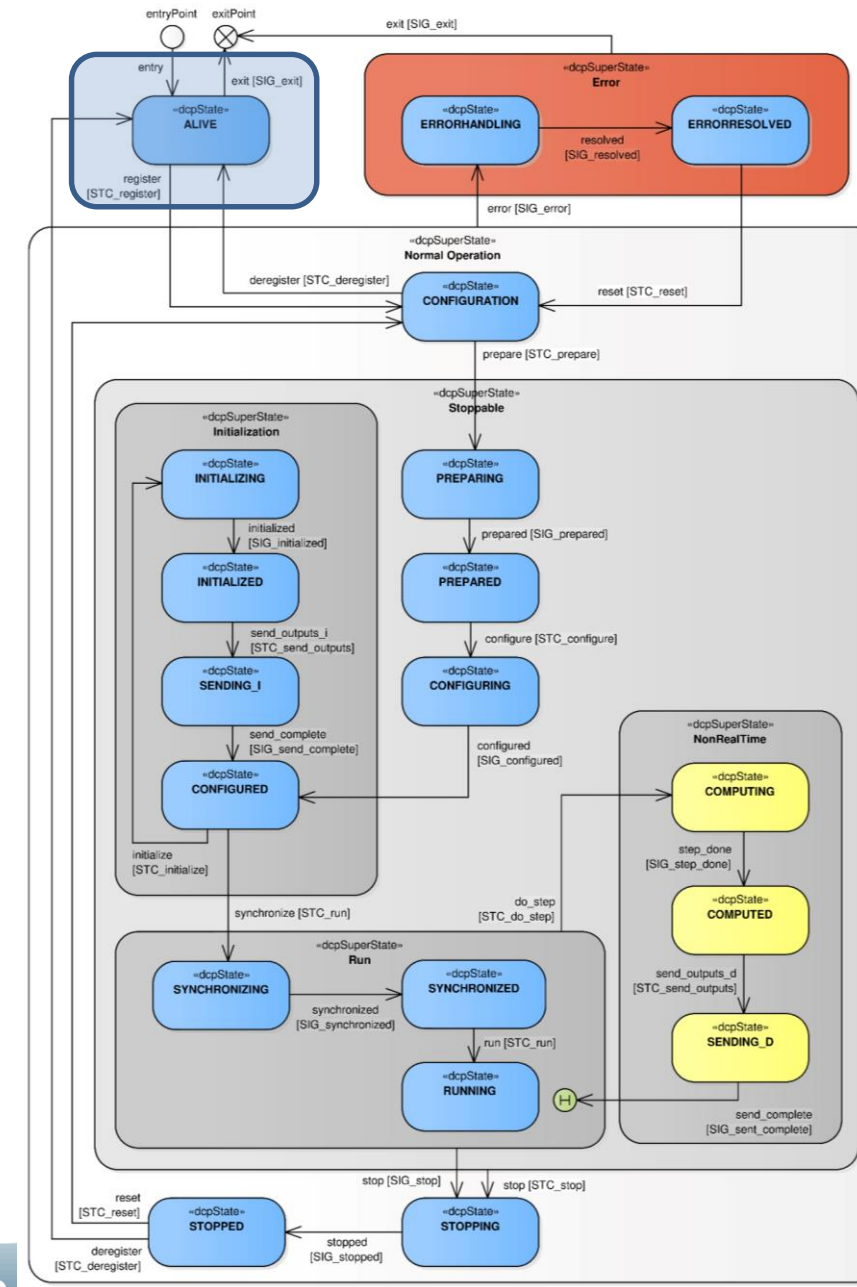 entryPoint
exitPoint
exit [SIG_exit]
entry
exit [SIG_exit]
«dcpState»
ALIVE
register
[STC_register]
«dcpSuperState»
Error
«dcpState»
ERRORHANDLING
resolved
[SIG_resolved]
«dcpState»
ERRORRESOLVED
error [SIG_error]
«dcpSuperState»
Normal Operation
deregister [STC_deregister]
«dcpState»
CONFIGURATION
reset [STC_reset]
prepare [STC_prepare]
«dcpSuperState»
Stoppable
«dcpSuperState»
Initialization
«dcpState»
INITIALIZING
initialized
[SIG_initialized]
«dcpState»
INITIALIZED
send_outputs_i
[STC_send_outputs]
«dcpState»
SENDING_I
send_complete
[SIG_send_complete]
«dcpState»
CONFIGURED
initialize
[STC_initialize]
«dcpState»
PREPARING
prepared [SIG_prepared]
«dcpState»
PREPARED
configure [STC_configure]
«dcpState»
CONFIGURING
configured
[SIG_configured]
«dcpSuperState»
NonRealTime
«dcpState»
COMPUTING
step_done
[SIG_step_done]
«dcpState»
COMPUTED
send_outputs_d
[STC_send_outputs]
«dcpState»
SENDING_D
send_complete
[SIG_sent_complete]
do_step
[STC_do_step]
synchronize [STC_run]
«dcpSuperState»
Run
«dcpState»
SYNCHRONIZING
synchronized
[SIG_synchronized]
«dcpState»
SYNCHRONIZED
run [STC_run]
«dcpState»
RUNNING
H
stop [SIG_stop]
stop [STC_stop]
reset
[STC_reset]
«dcpState»
STOPPED
stopped
[SIG_stopped]
«dcpState»
STOPPING
deregister
[STC_deregister]